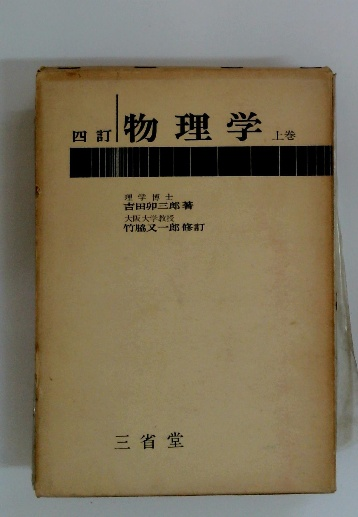 四訂 物理学 上巻
理学博士
吉田卯三郎著
大阪大学教授
竹脇又一郎修訂
三省堂